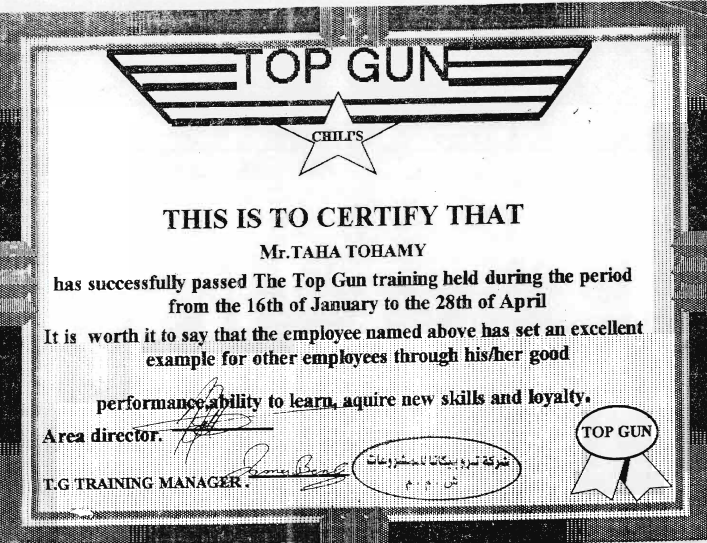 TOP GUN
CHILI'S
THIS IS TO CERTIFY THAT
Mr.TAHA TOHAMY
has successfully passed The Top Gun training held during the period
from the 16th of January to the 28th of April
It is worth it to say that the employee named above has set an excellent
example for other employees through his/her good
performance,ability to learn, aquire new skills and loyalty.
Area director.
TOP GUN
شركة تروبيكانا للمشروعات
ش . م . م
T.G TRAINING MANAGER .